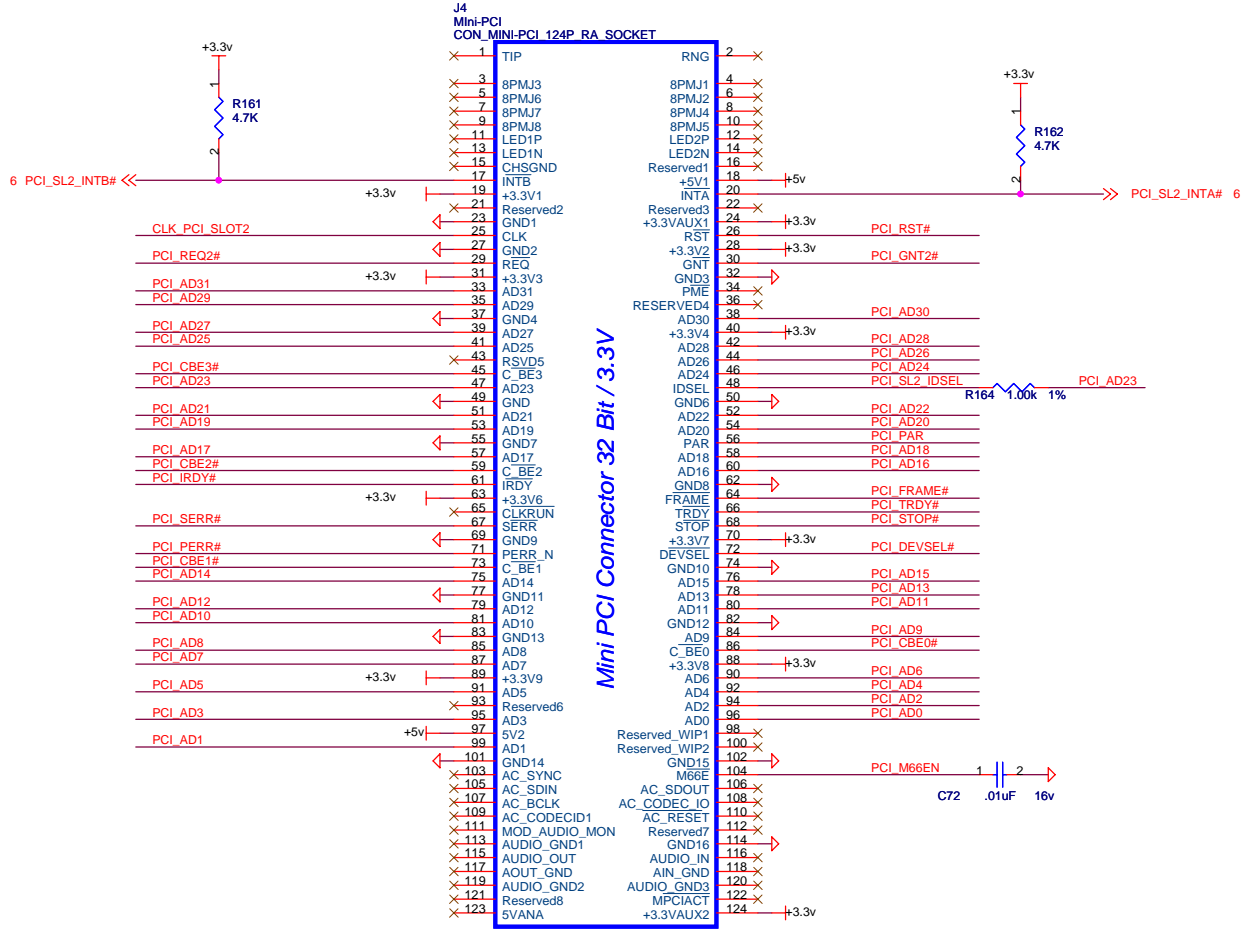 J4
MIni-PCI
CON_MINI-PCI_124P_RA_SOCKET
+3.3v
1
R161
4.7K
2
6 PCI_SL2_INTB#
+3.3v
1
R162
4.7K
2
PCI_SL2_INTA# 6
Mini PCI Connector 32 Bit / 3.3V
1 TIP RNG 2
3 8PMJ3 8PMJ1 4
5 8PMJ6 8PMJ2 6
7 8PMJ7 8PMJ4 8
9 8PMJ8 8PMJ5 10
11 LED1P LED2P 12
13 LED1N LED2N 14
15 CHSGND Reserved1 16
17 INTB +5V1 18 +5v
+3.3v 19 +3.3V1 INTA 20
21 Reserved2 Reserved3 22
23 GND1 +3.3VAUX1 24 +3.3v
CLK_PCI_SLOT2 25 CLK RST 26 PCI_RST#
27 GND2 +3.3V2 28 +3.3v
PCI_REQ2# 29 REQ GNT 30 PCI_GNT2#
+3.3v 31 +3.3V3 GND3 32
PCI_AD31 33 AD31 PME 34
PCI_AD29 35 AD29 RESERVED4 36
37 GND4 AD30 38 PCI_AD30
PCI_AD27 39 AD27 +3.3V4 40 +3.3v
PCI_AD25 41 AD25 AD28 42 PCI_AD28
43 RSVD5 AD26 44 PCI_AD26
PCI_CBE3# 45 C_BE3 AD24 46 PCI_AD24
PCI_AD23 47 AD23 IDSEL 48 PCI_SL2_IDSEL R164 1.00k 1% PCI_AD23
49 GND GND6 50
PCI_AD21 51 AD21 AD22 52 PCI_AD22
PCI_AD19 53 AD19 AD20 54 PCI_AD20
55 GND7 PAR 56 PCI_PAR
PCI_AD17 57 AD17 AD18 58 PCI_AD18
PCI_CBE2# 59 C_BE2 AD16 60 PCI_AD16
PCI_IRDY# 61 IRDY GND8 62
+3.3v 63 +3.3V6 FRAME 64 PCI_FRAME#
65 CLKRUN TRDY 66 PCI_TRDY#
PCI_SERR# 67 SERR STOP 68 PCI_STOP#
69 GND9 +3.3V7 70 +3.3v
PCI_PERR# 71 PERR_N DEVSEL 72 PCI_DEVSEL#
PCI_CBE1# 73 C_BE1 GND10 74
PCI_AD14 75 AD14 AD15 76 PCI_AD15
77 GND11 AD13 78 PCI_AD13
PCI_AD12 79 AD12 AD11 80 PCI_AD11
PCI_AD10 81 AD10 GND12 82
83 GND13 AD9 84 PCI_AD9
PCI_AD8 85 AD8 C_BE0 86 PCI_CBE0#
PCI_AD7 87 AD7 +3.3V8 88 +3.3v
+3.3v 89 +3.3V9 AD6 90 PCI_AD6
PCI_AD5 91 AD5 AD4 92 PCI_AD4
93 Reserved6 AD2 94 PCI_AD2
PCI_AD3 95 AD3 AD0 96 PCI_AD0
+5v 97 5V2 Reserved_WIP1 98
PCI_AD1 99 AD1 Reserved_WIP2 100
101 GND14 GND15 102
103 AC_SYNC M66E 104 PCI_M66EN 1 2
C72 .01uF 16v
105 AC_SDIN AC_SDOUT 106
107 AC_BCLK AC_CODEC_IO 108
109 AC_CODECID1 AC_RESET 110
111 MOD_AUDIO_MON Reserved7 112
113 AUDIO_GND1 GND16 114
115 AUDIO_OUT AUDIO_IN 116
117 AOUT_GND AIN_GND 118
119 AUDIO_GND2 AUDIO_GND3 120
121 Reserved8 MPCIACT 122
123 5VANA +3.3VAUX2 124 +3.3v